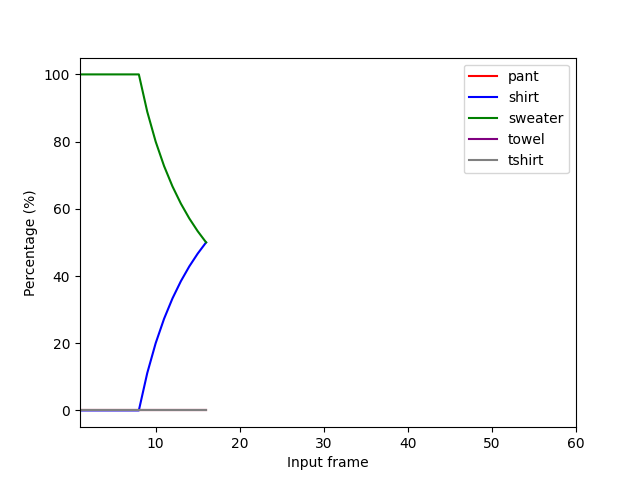 pant
shirt
sweater
towel
tshirt
100
80
60
40
20
0
Percentage (%)
10 20 30 40 50 60
Input frame